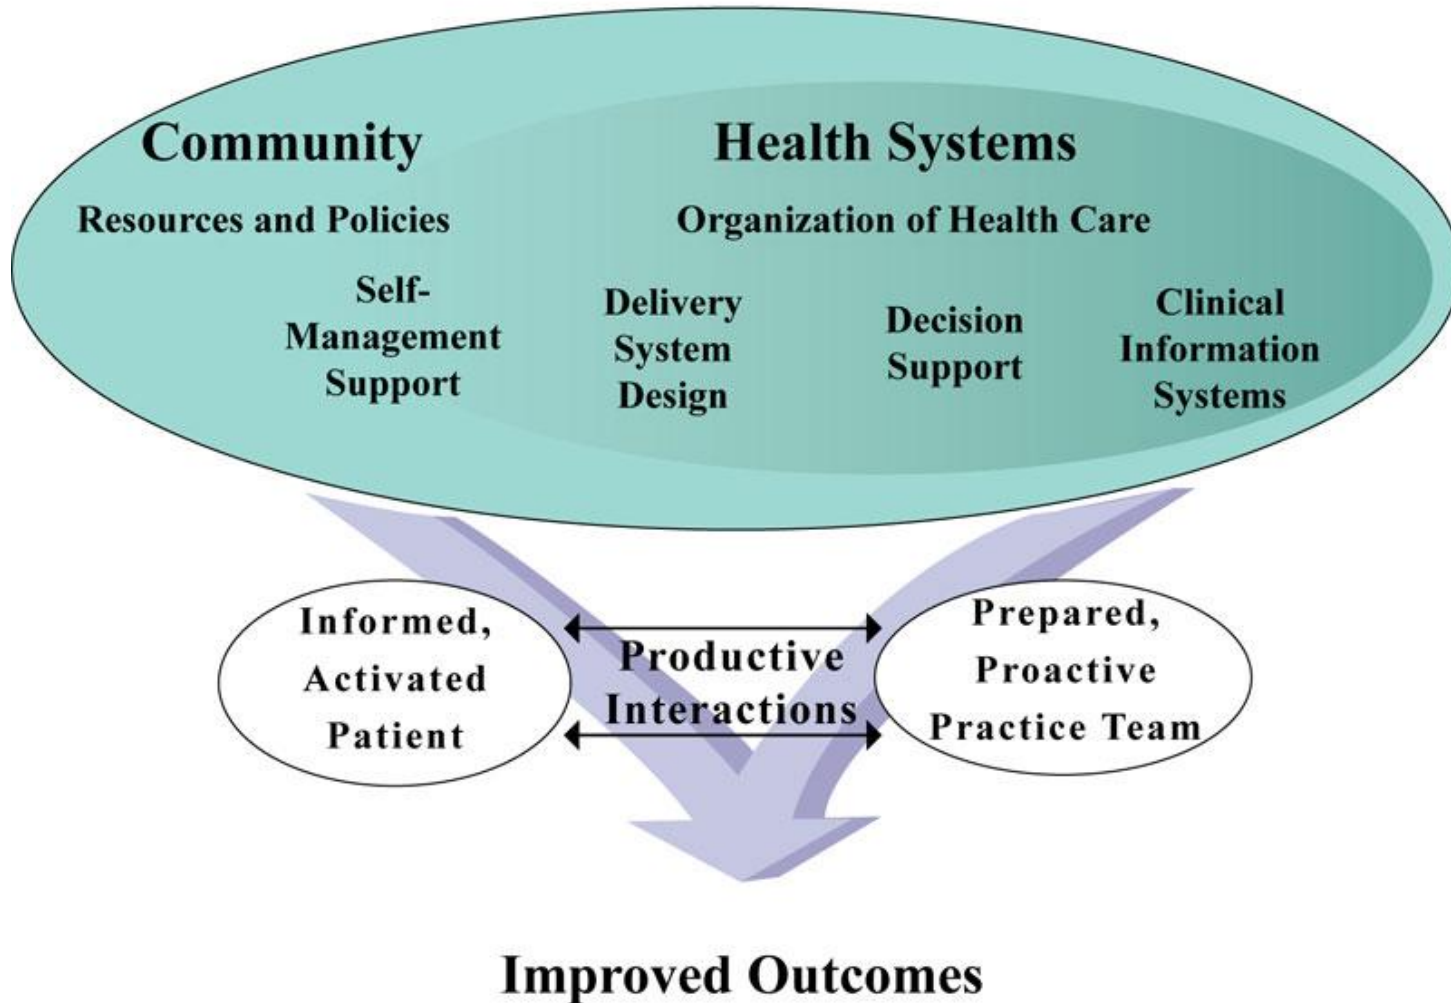 Community
Health Systems
Resources and Policies
Organization of Health Care
Self-
Management
Support
Delivery
System
Design
Decision
Support
Clinical
Information
Systems
Informed,
Activated
Patient
Productive
Interactions
Prepared,
Proactive
Practice Team
Improved Outcomes